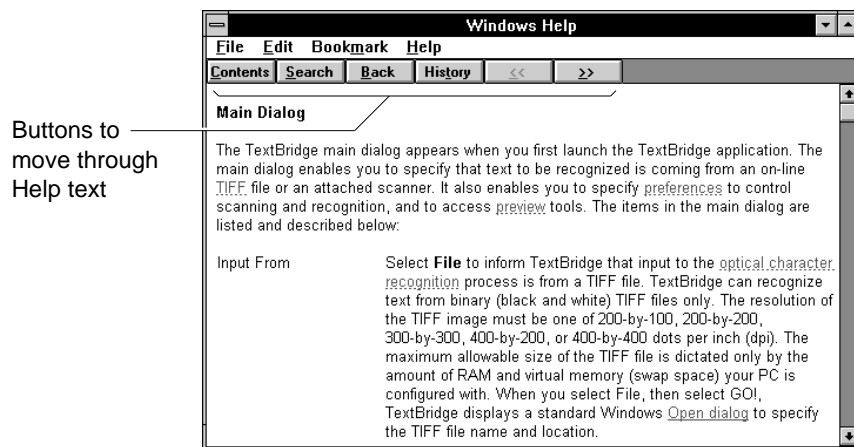 Windows Help
File Edit Bookmark Help
Contents Search Back History << >>
Buttons to
move through
Help text
Main Dialog
The TextBridge main dialog appears when you first launch the TextBridge application. The
main dialog enables you to specify that text to be recognized is coming from an on-line
TIFF file or an attached scanner. It also enables you to specify preferences to control
scanning and recognition, and to access preview tools. The items in the main dialog are
listed and described below:
Input From
Select File to inform TextBridge that input to the optical character
recognition process is from a TIFF file. TextBridge can recognize
text from binary (black and white) TIFF files only. The resolution of
the TIFF image must be one of 200-by-100, 200-by-200,
300-by-300, 400-by-200, or 400-by-400 dots per inch (dpi). The
maximum allowable size of the TIFF file is dictated only by the
amount of RAM and virtual memory (swap space) your PC is
configured with. When you select File, then select GO!,
TextBridge displays a standard Windows Open dialog to specify
the TIFF file name and location.